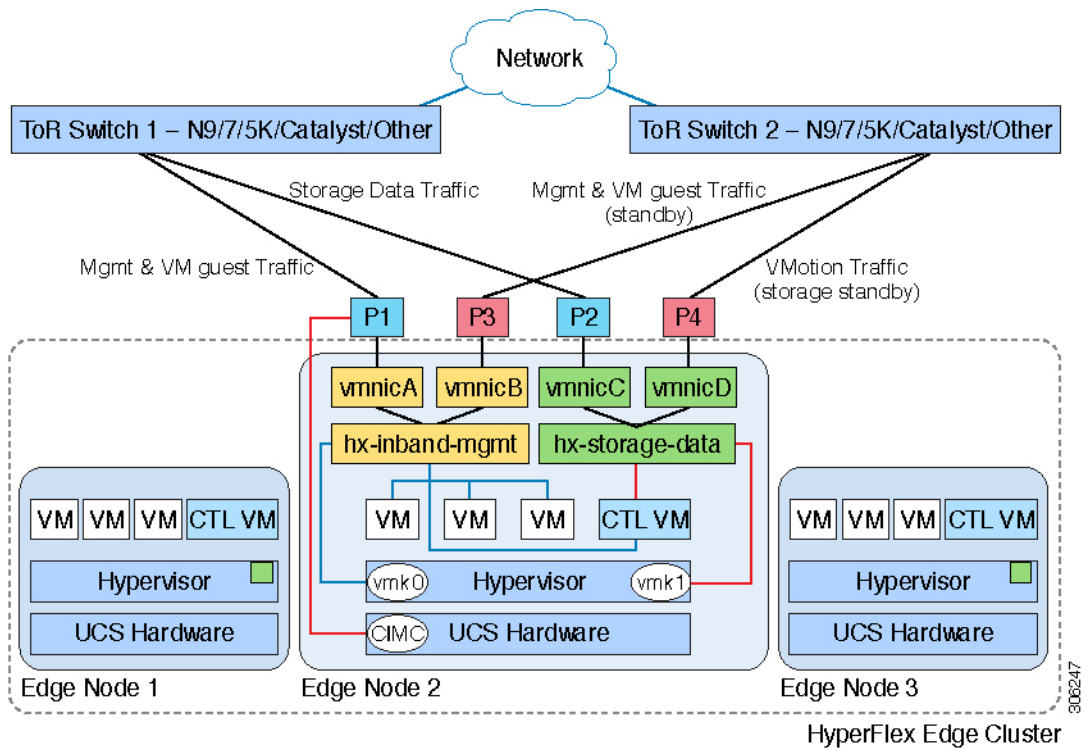 Network
ToR Switch 1 – N9/7/5K/Catalyst/Other
ToR Switch 2 – N9/7/5K/Catalyst/Other
Storage Data Traffic
Mgmt & VM guest Traffic
(standby)
Mgmt & VM guest Traffic
VMotion Traffic
(storage standby)
P1
P3
P2
P4
vmnicA
vmnicB
vmnicC
vmnicD
hx-inband-mgmt
hx-storage-data
VM
VM
VM
CTL VM
Hypervisor
UCS Hardware
Edge Node 1
VM
VM
VM
CTL VM
vmk0
Hypervisor
vmk1
CIMC
UCS Hardware
Edge Node 2
VM
VM
VM
CTL VM
Hypervisor
UCS Hardware
Edge Node 3
306247
HyperFlex Edge Cluster